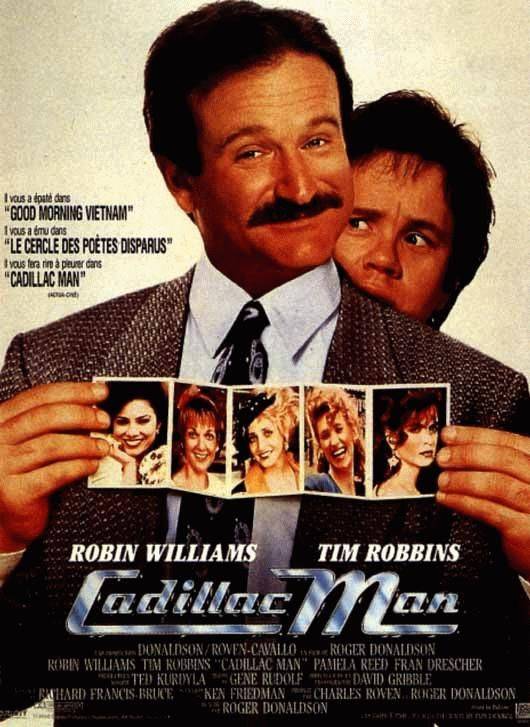 Il vous a épaté dans
"GOOD MORNING VIETNAM"
Il vous a ému dans
"LE CERCLE DES POÈTES DISPARUS"
Il vous fera rire à pleurer dans
"CADILLAC MAN"
ROBIN WILLIAMS TIM ROBBINS
Cadillac Man
DONALDSON/ROVEN-CAVALLO ROGER DONALDSON
ROBIN WILLIAMS TIM ROBBINS "CADILLAC MAN" PAMELA REED FRAN DRESCHER
TED KURDYLA GENE RUDOLF DAVID GRIBBLE
RICHARD FRANCIS-BRUCE KEN FRIEDMAN CHARLES ROVEN ROGER DONALDSON
ROGER DONALDSON